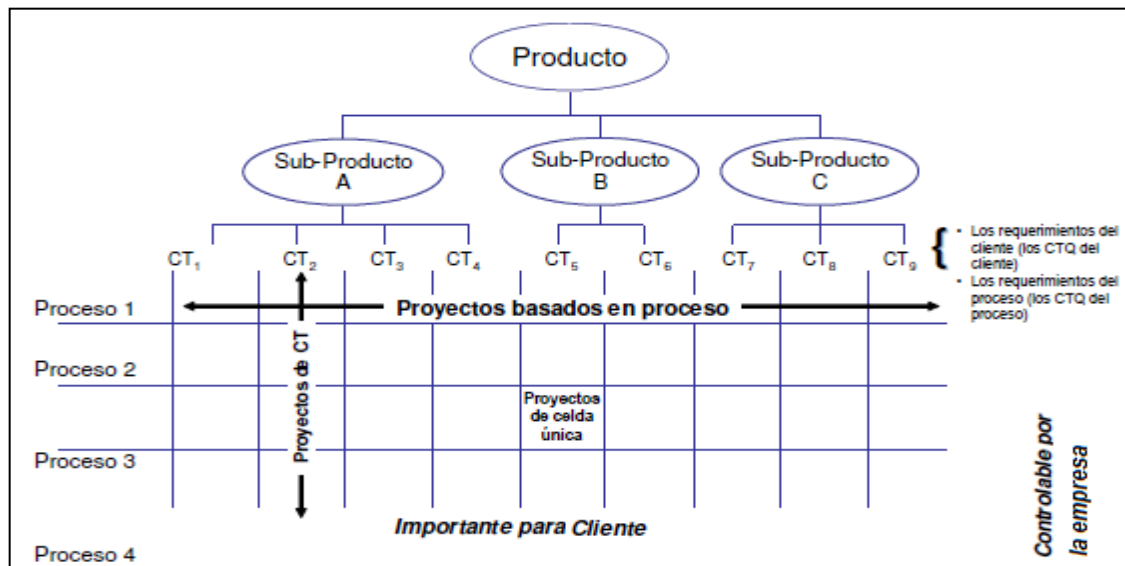 Producto
Sub-Producto
A
Sub-Producto
B
Sub-Producto
C
CT1
CT2
CT3
CT4
CT5
CT6
CT7
CT8
CT9
{
• Los requerimientos del
cliente (los CTQ del
cliente)
• Los requerimientos del
proceso (los CTQ del
proceso)
Proceso 1
Proyectos basados en proceso
Proceso 2
Proyectos de CT
Proyectos
de celda
única
Proceso 3
Importante para Cliente
Controlable por
la empresa
Proceso 4